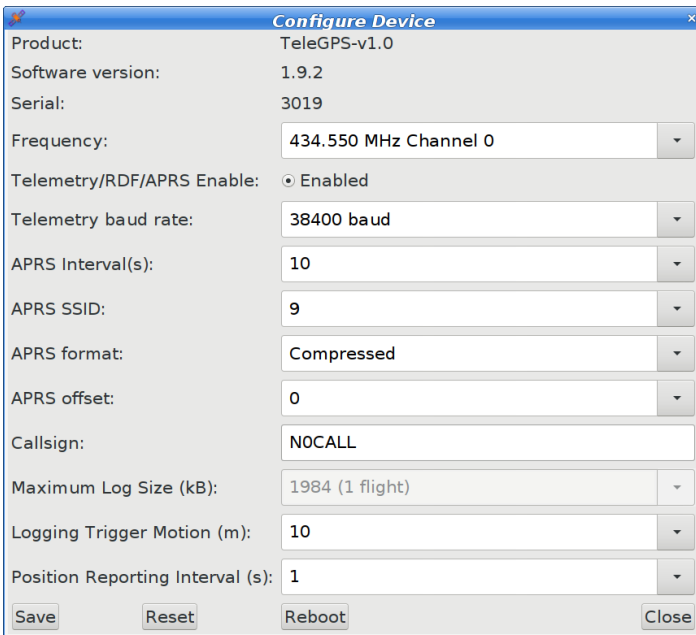 Configure Device
Product: TeleGPS-v1.0
Software version: 1.9.2
Serial: 3019
Frequency: 434.550 MHz Channel 0
Telemetry/RDF/APRS Enable: Enabled
Telemetry baud rate: 38400 baud
APRS Interval(s): 10
APRS SSID: 9
APRS format: Compressed
APRS offset: 0
Callsign: N0CALL
Maximum Log Size (kB): 1984 (1 flight)
Logging Trigger Motion (m): 10
Position Reporting Interval (s): 1
Save Reset Reboot Close